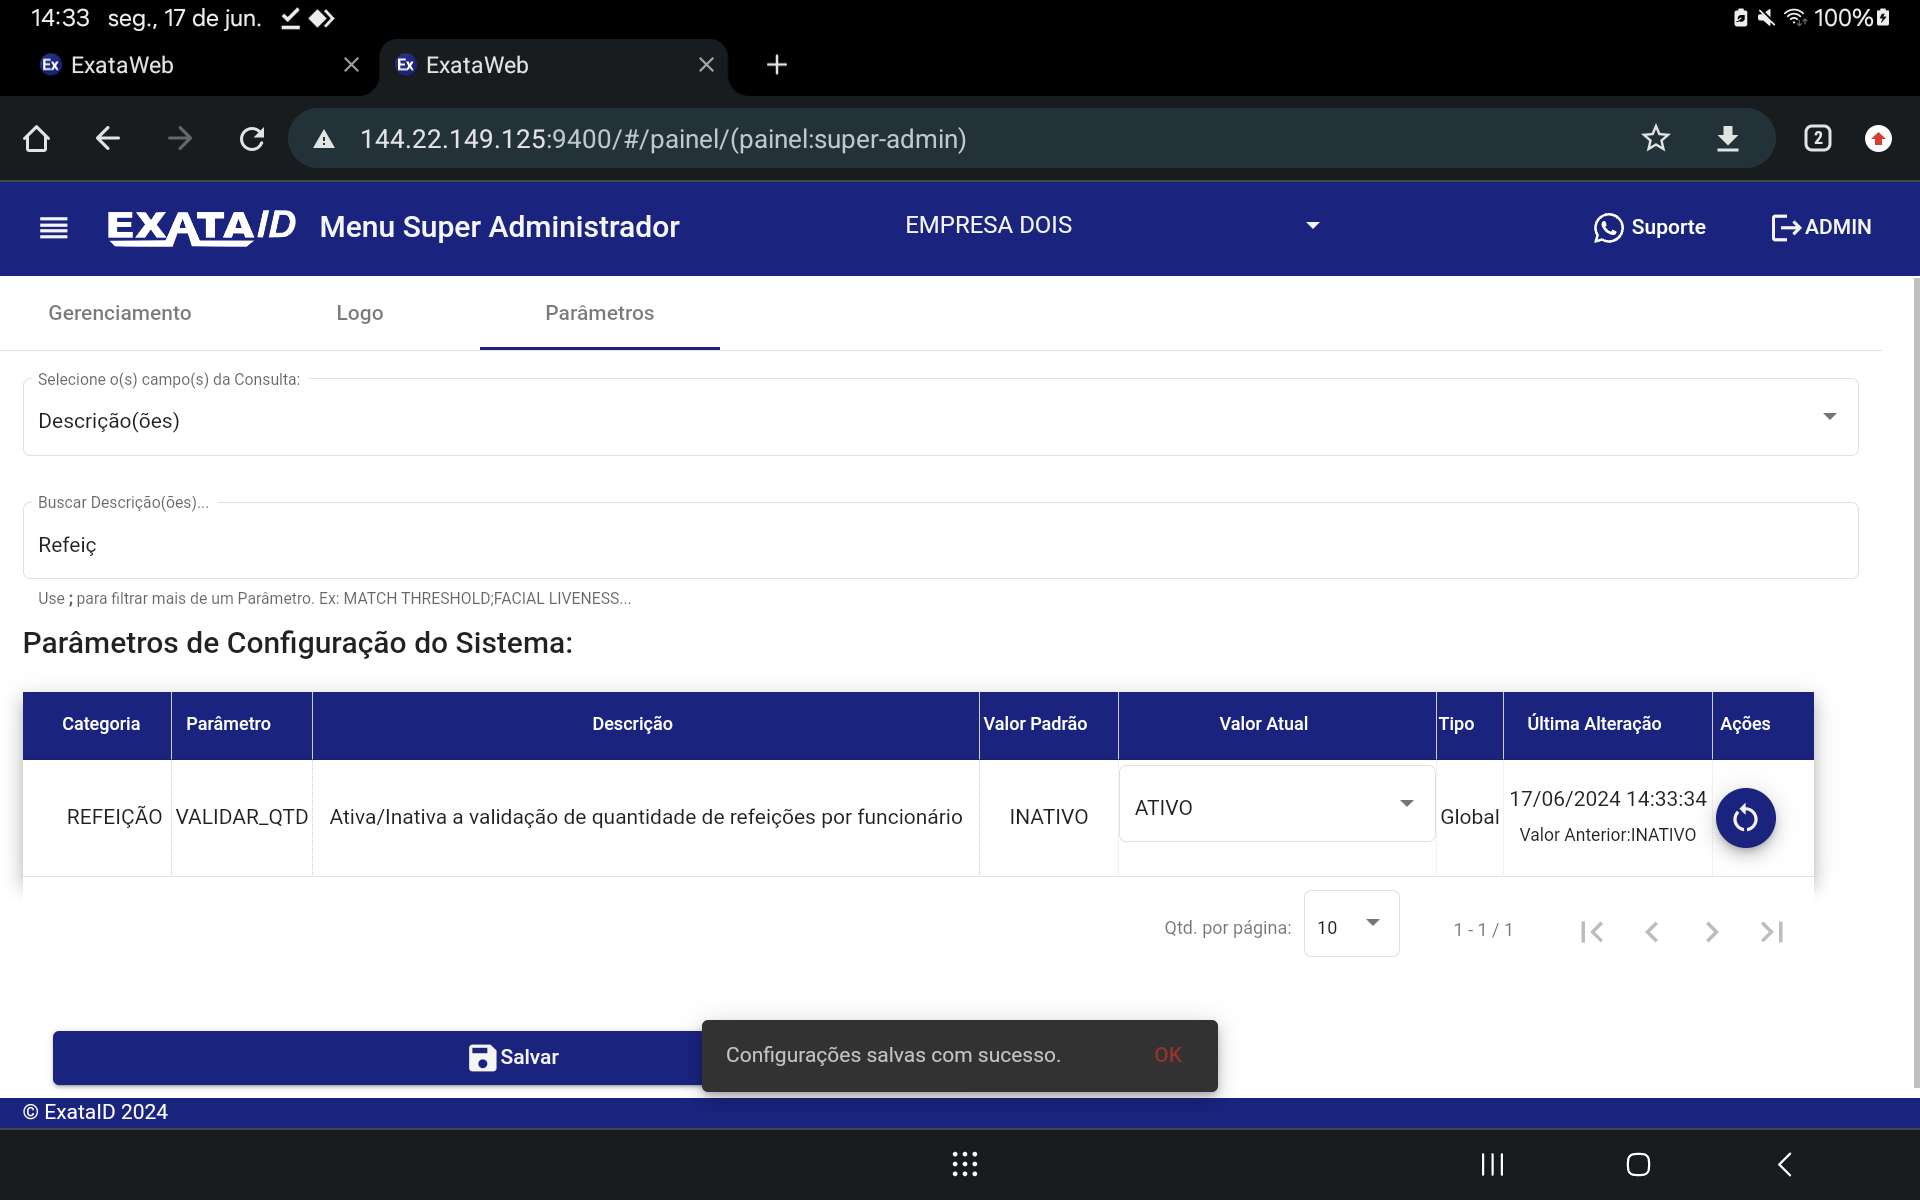 14:33 seg., 17 de jun. 100%
Ex ExataWeb Ex ExataWeb
144.22.149.125:9400/#/painel/(painel:super-admin) 2
EXATAID Menu Super Administrador EMPRESA DOIS Suporte ADMIN
Gerenciamento Logo Parâmetros
Selecione o(s) campo(s) da Consulta:
Descrição(ões)
Buscar Descrição(ões)...
Refeiç
Use ; para filtrar mais de um Parâmetro. Ex: MATCH THRESHOLD;FACIAL LIVENESS...
Parâmetros de Configuração do Sistema:
Categoria Parâmetro Descrição Valor Padrão Valor Atual Tipo Última Alteração Ações
REFEIÇÃO VALIDAR_QTD Ativa/Inativa a validação de quantidade de refeições por funcionário INATIVO ATIVO Global 17/06/2024 14:33:34
Valor Anterior:INATIVO
Qtd. por página: 10 1 - 1 / 1
Salvar
Configurações salvas com sucesso. OK
© ExataID 2024